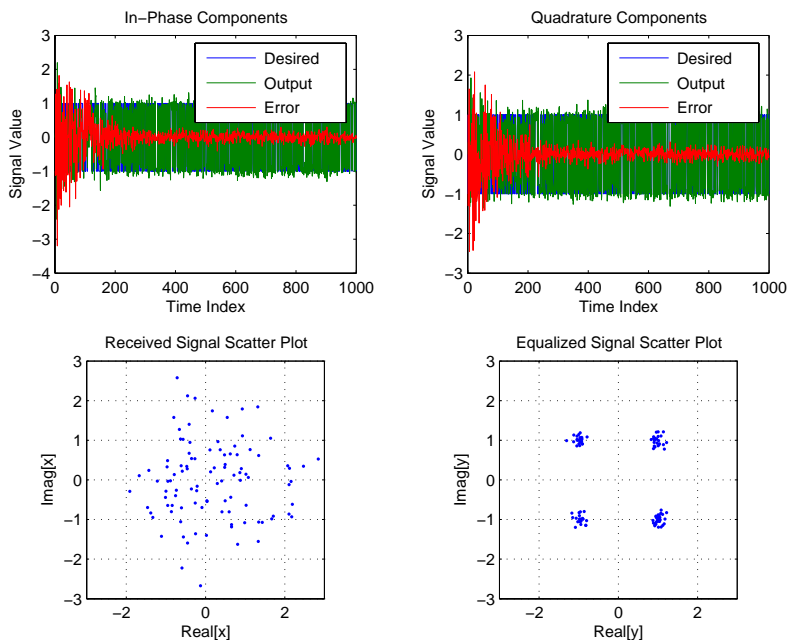 In−Phase Components
Signal Value
3
2
1
0
−1
−2
−3
−4
0 200 400 600 800 1000
Time Index
Desired
Output
Error
Quadrature Components
Signal Value
3
2
1
0
−1
−2
−3
0 200 400 600 800 1000
Time Index
Desired
Output
Error
Received Signal Scatter Plot
Imag[x]
3
2
1
0
−1
−2
−3
−2 0 2
Real[x]
Equalized Signal Scatter Plot
Imag[y]
3
2
1
0
−1
−2
−3
−2 0 2
Real[y]